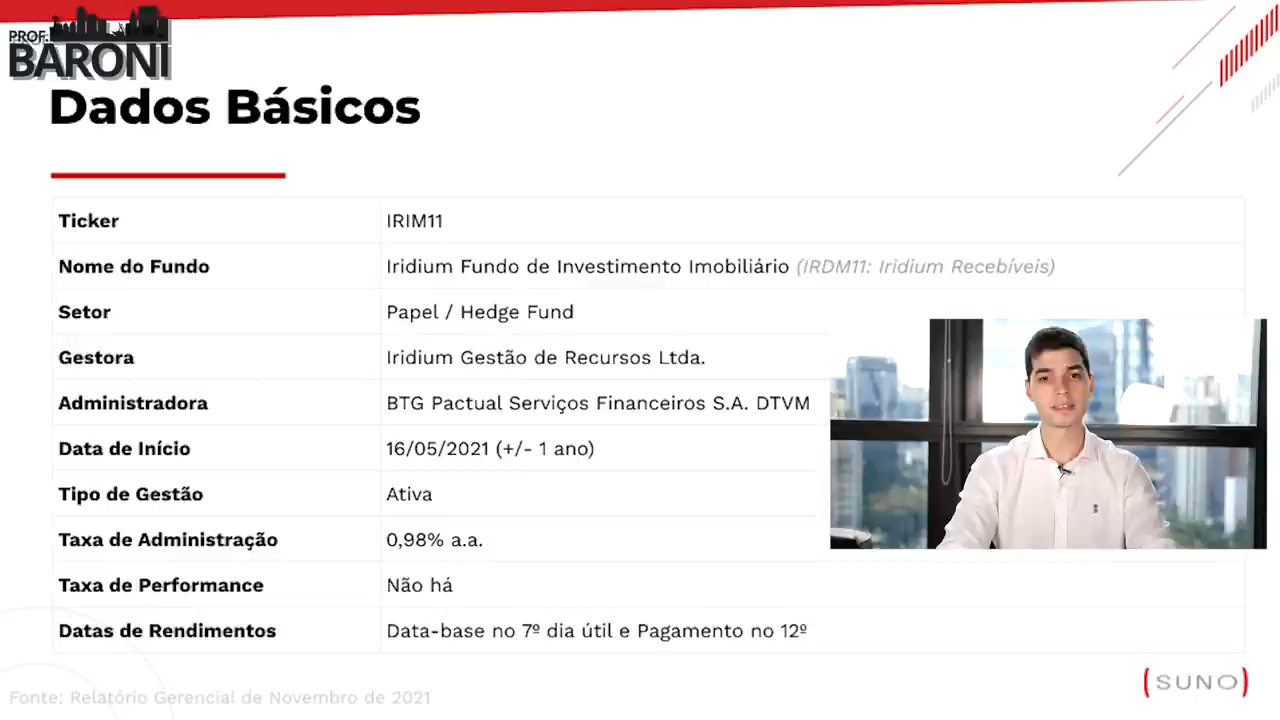 PROF.
BARONI
Dados Básicos
Ticker IRIM11
Nome do Fundo Iridium Fundo de Investimento Imobiliário (IRDM11: Iridium Recebíveis)
Setor Papel / Hedge Fund
Gestora Iridium Gestão de Recursos Ltda.
Administradora BTG Pactual Serviços Financeiros S.A. DTVM
Data de Início 16/05/2021 (+/- 1 ano)
Tipo de Gestão Ativa
Taxa de Administração 0,98% a.a.
Taxa de Performance Não há
Datas de Rendimentos Data-base no 7º dia útil e Pagamento no 12º
(SUNO)
Fonte: Relatório Gerencial de Novembro de 2021